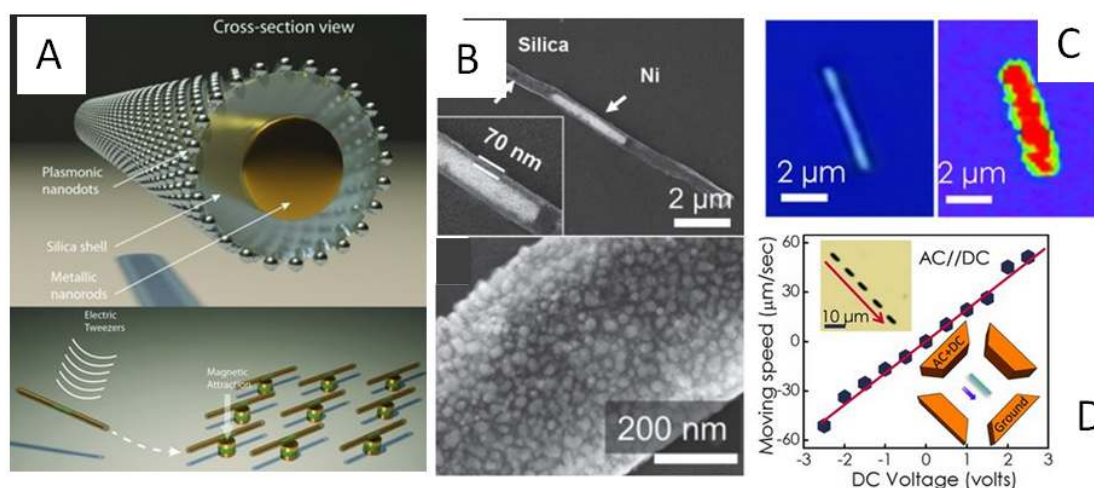 A
Cross-section view
Plasmonic
nanodots
Silica shell
Metallic
nanorods
Electric
Tweezers
Magnetic
Attraction
B
Silica
Ni
70 nm
2 μm
200 nm
C
2 μm
2 μm
D
Moving speed (μm/sec)
60
30
0
-30
-60
AC//DC
10 μm
AC+DC
Ground
-3 -2 -1 0 1 2 3
DC Voltage (volts)